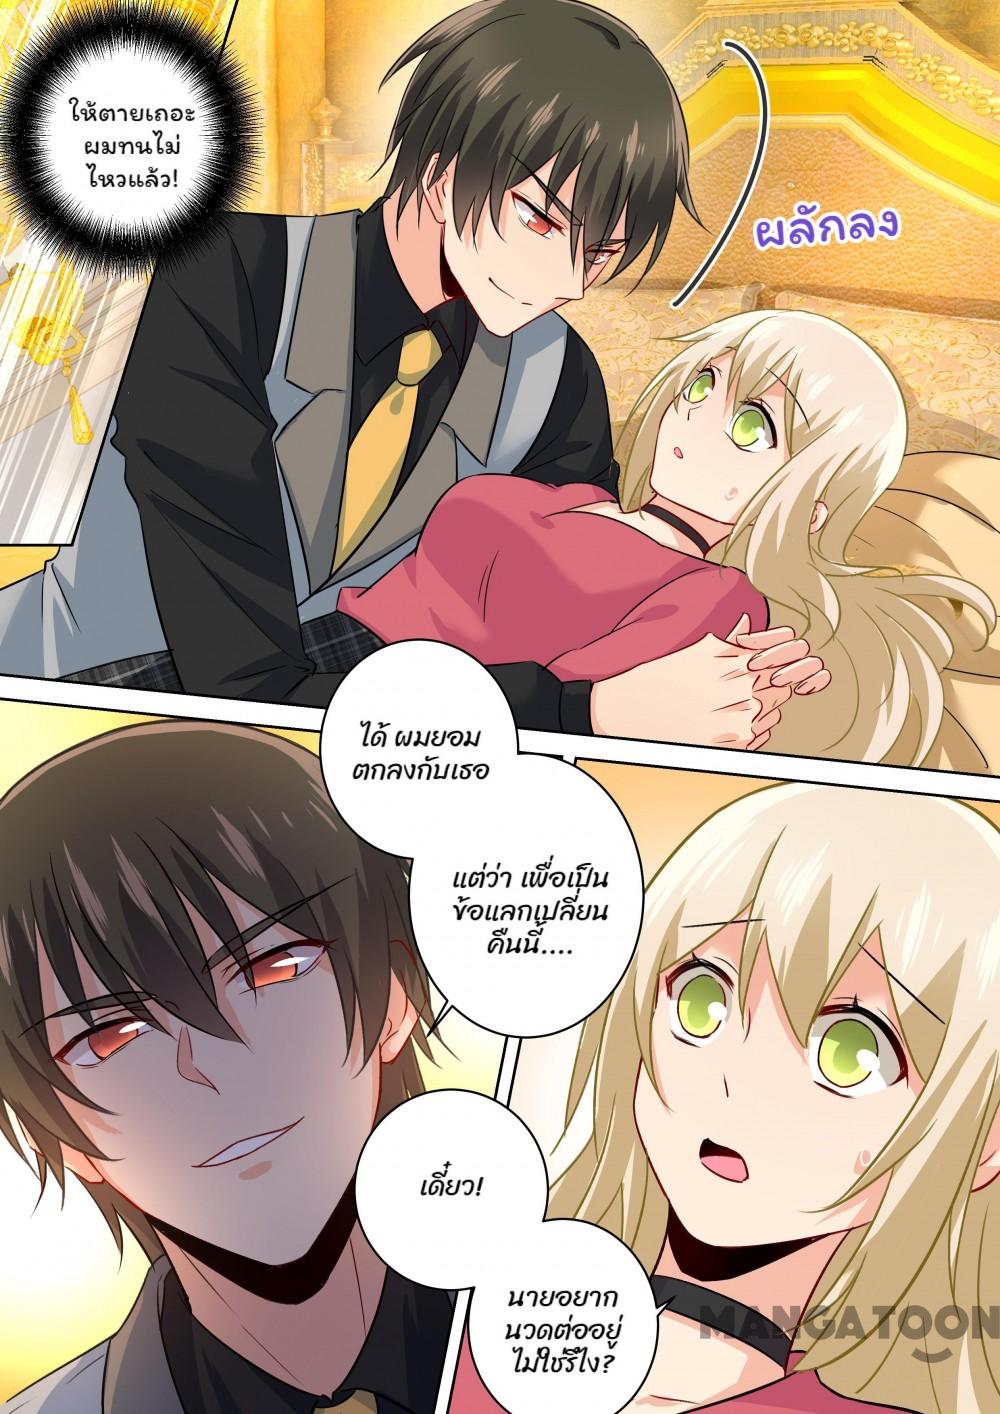 ให้ตายเถอะ
ผมทนไม่
ไหวแล้ว!
ผลักลง
ได้ ผมยอม
ตกลงกับเธอ
แต่ว่า เพื่อเป็น
ข้อแลกเปลี่ยน
คืนนี้....
เดี๋ยว!
นายอยาก
นวดต่ออยู่
ไม่ใช่รึไง?
MANGATOON